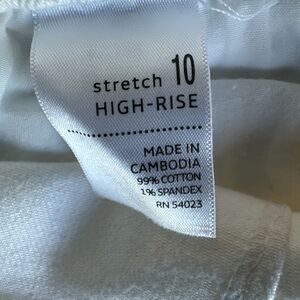 stretch 10
HIGH-RISE
MADE IN
CAMBODIA
99% COTTON
1% SPANDEX
RN 54023